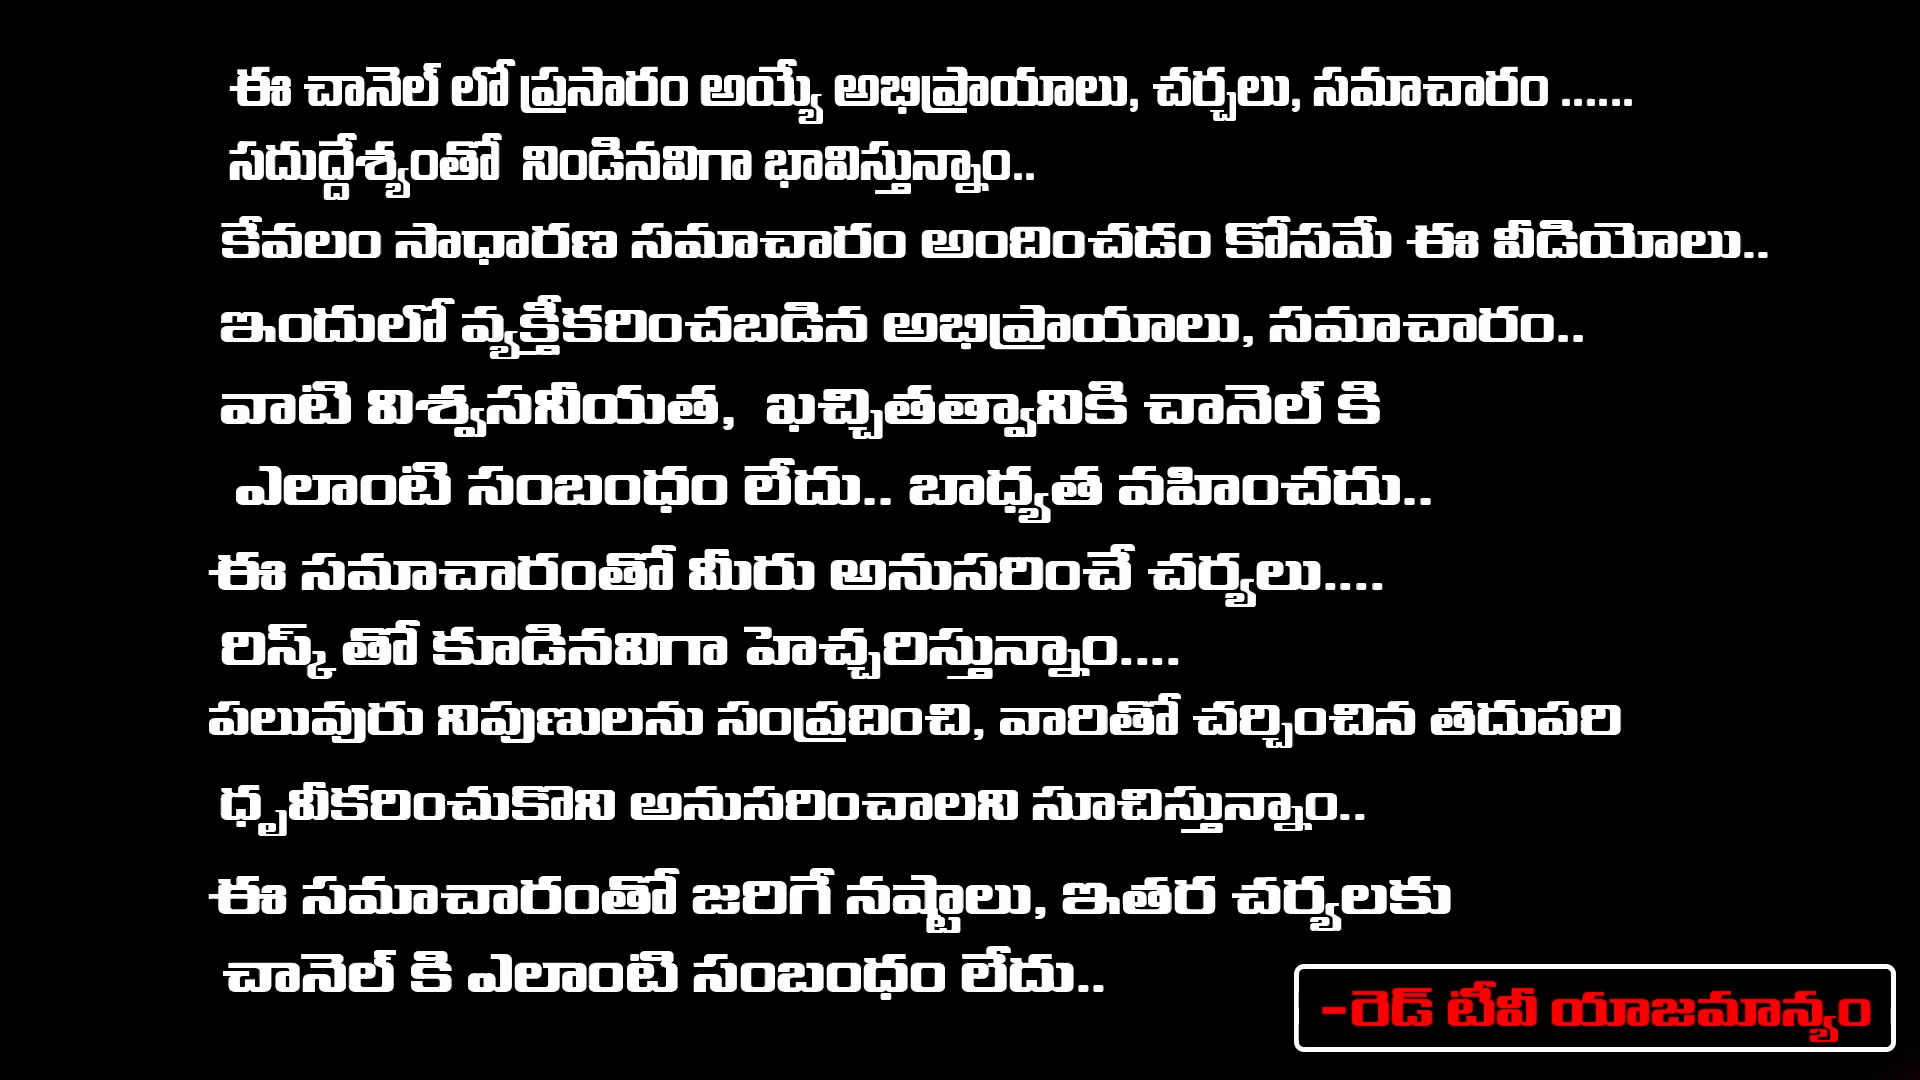 ఈ చానెల్ లో ప్రసారం అయ్యే అభిప్రాయాలు, చర్చలు, సమాచారం ......
సదుద్దేశ్యంతో నిండినవిగా భావిస్తున్నాం..
కేవలం సాధారణ సమాచారం అందించడం కోసమే ఈ వీడియోలు..
ఇందులో వ్యక్తీకరించబడిన అభిప్రాయాలు, సమాచారం..
వాటి విశ్వసనీయత, ఖచ్చితత్వానికి చానెల్ కి
ఎలాంటి సంబంధం లేదు.. బాధ్యత వహించదు..
ఈ సమాచారంతో మీరు అనుసరించే చర్యలు....
రిస్క్ తో కూడినవిగా హెచ్చరిస్తున్నాం....
పలువురు నిపుణులను సంప్రదించి, వారితో చర్చించిన తదుపరి
ధృవీకరించుకొని అనుసరించాలని సూచిస్తున్నాం..
ఈ సమాచారంతో జరిగే నష్టాలు, ఇతర చర్యలకు
చానెల్ కి ఎలాంటి సంబంధం లేదు..
-రెడ్ టీవీ యాజమాన్యం